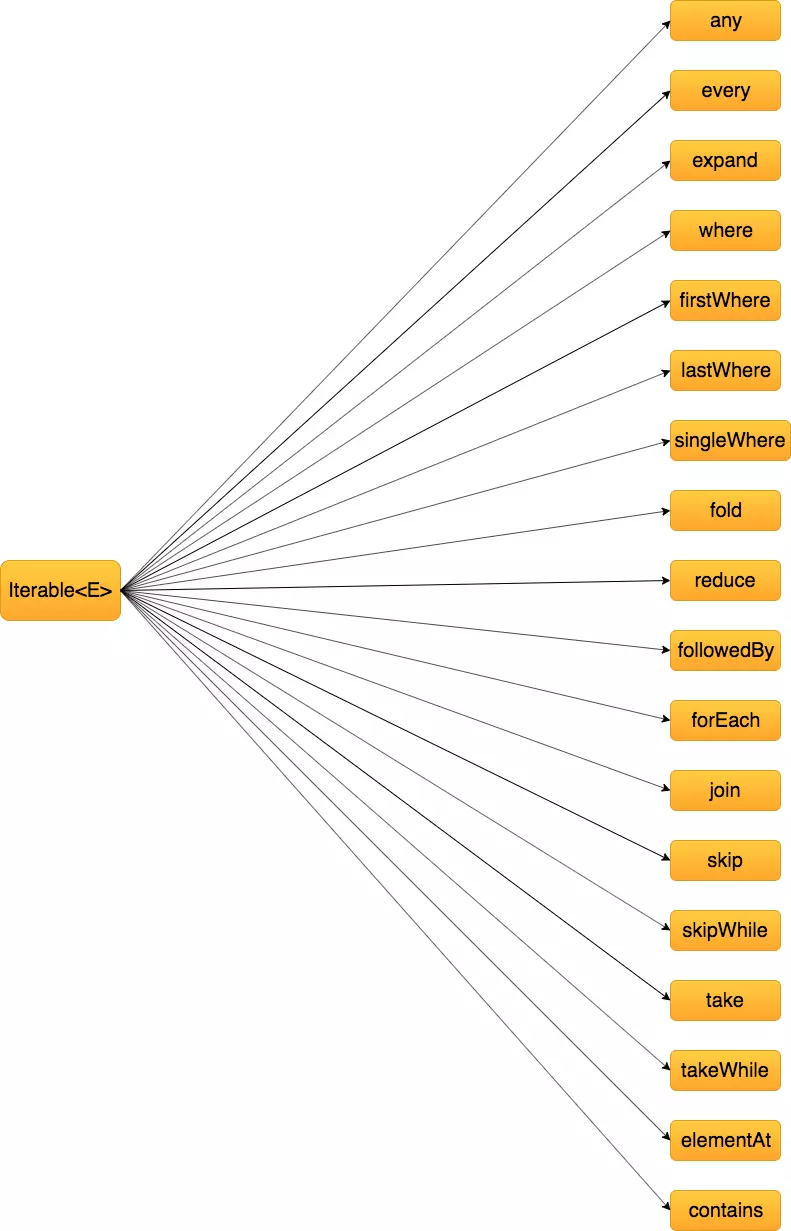 any
every
expand
where
firstWhere
lastWhere
singleWhere
fold
Iterable<E>
reduce
followedBy
forEach
join
skip
skipWhile
take
takeWhile
elementAt
contains